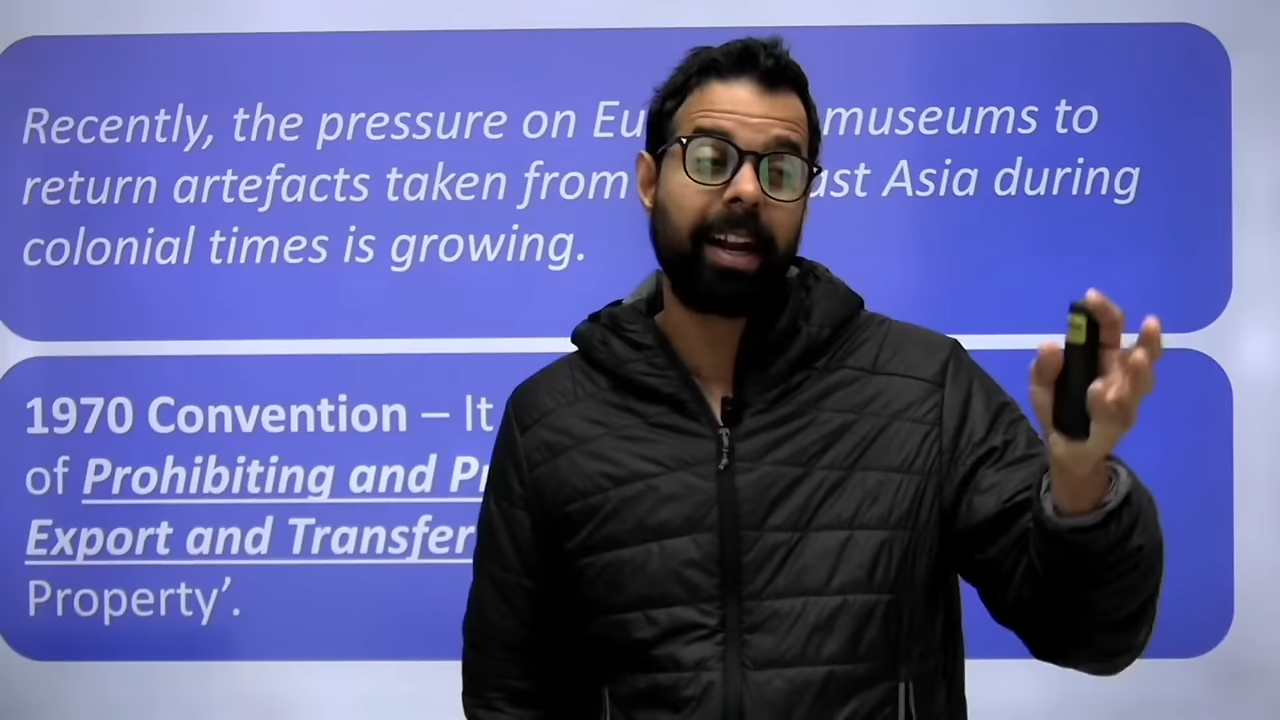 Recently, the pressure on Eu museums to
return artefacts taken from ast Asia during
colonial times is growing.
1970 Convention – It
of Prohibiting and Pr
Export and Transfer
Property’.